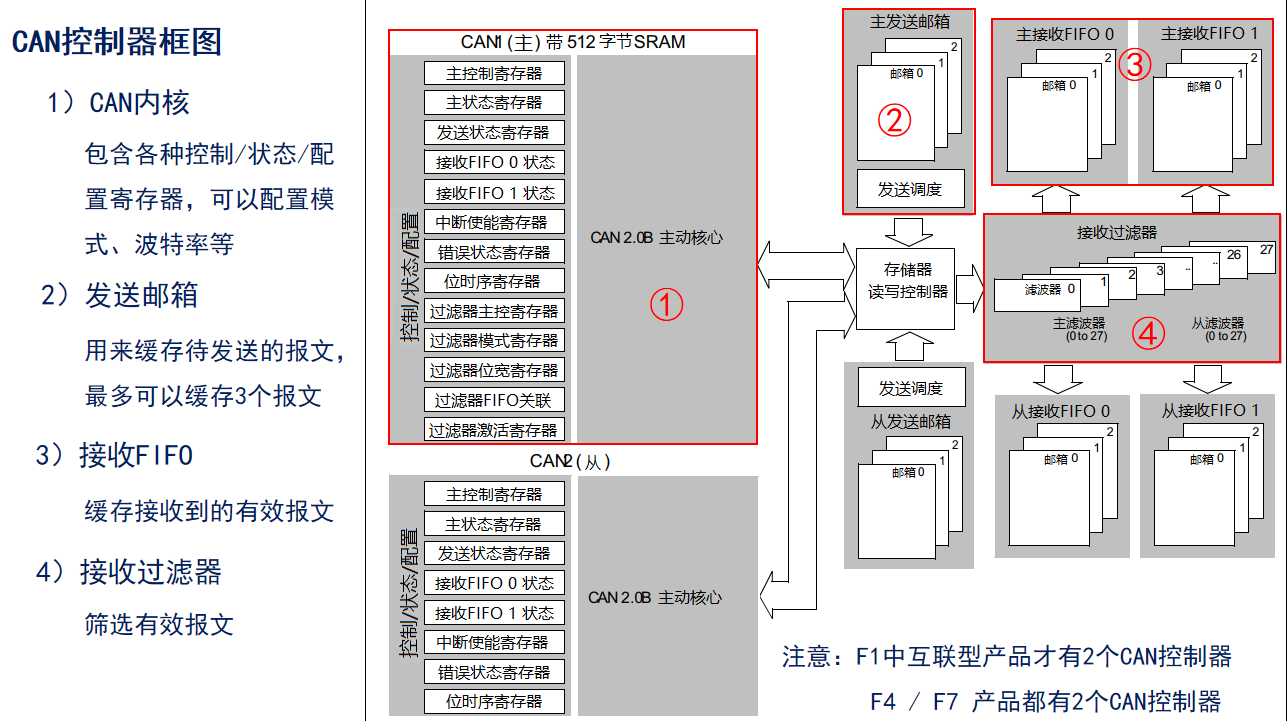 CAN控制器框图
1）CAN内核
包含各种控制/状态/配
置寄存器，可以配置模
式、波特率等
2）发送邮箱
用来缓存待发送的报文，
最多可以缓存3个报文
3）接收FIFO
缓存接收到的有效报文
4）接收过滤器
筛选有效报文
CAN1 (主) 带 512 字节SRAM
控制/状态/配置
主控制寄存器
主状态寄存器
发送状态寄存器
接收FIFO 0 状态
接收FIFO 1 状态
中断使能寄存器
错误状态寄存器
位时序寄存器
过滤器主控寄存器
过滤器模式寄存器
过滤器位宽寄存器
过滤器FIFO关联
过滤器激活寄存器
CAN 2.0B 主动核心
①
CAN2 (从)
控制/状态/配置
主控制寄存器
主状态寄存器
发送状态寄存器
接收FIFO 0 状态
接收FIFO 1 状态
中断使能寄存器
错误状态寄存器
位时序寄存器
CAN 2.0B 主动核心
主发送邮箱
2
1
邮箱 0
②
发送调度
存储器
读写控制器
发送调度
从发送邮箱
2
1
邮箱 0
主接收FIFO 0
2
1
邮箱 0
③
主接收FIFO 1
2
1
邮箱 0
接收过滤器
滤波器 0
1
2
3
..
..
26
27
主滤波器
(0 to 27)
④
从滤波器
(0 to 27)
从接收FIFO 0
2
1
邮箱 0
从接收FIFO 1
2
1
邮箱 0
注意：F1中互联型产品才有2个CAN控制器
F4 / F7 产品都有2个CAN控制器